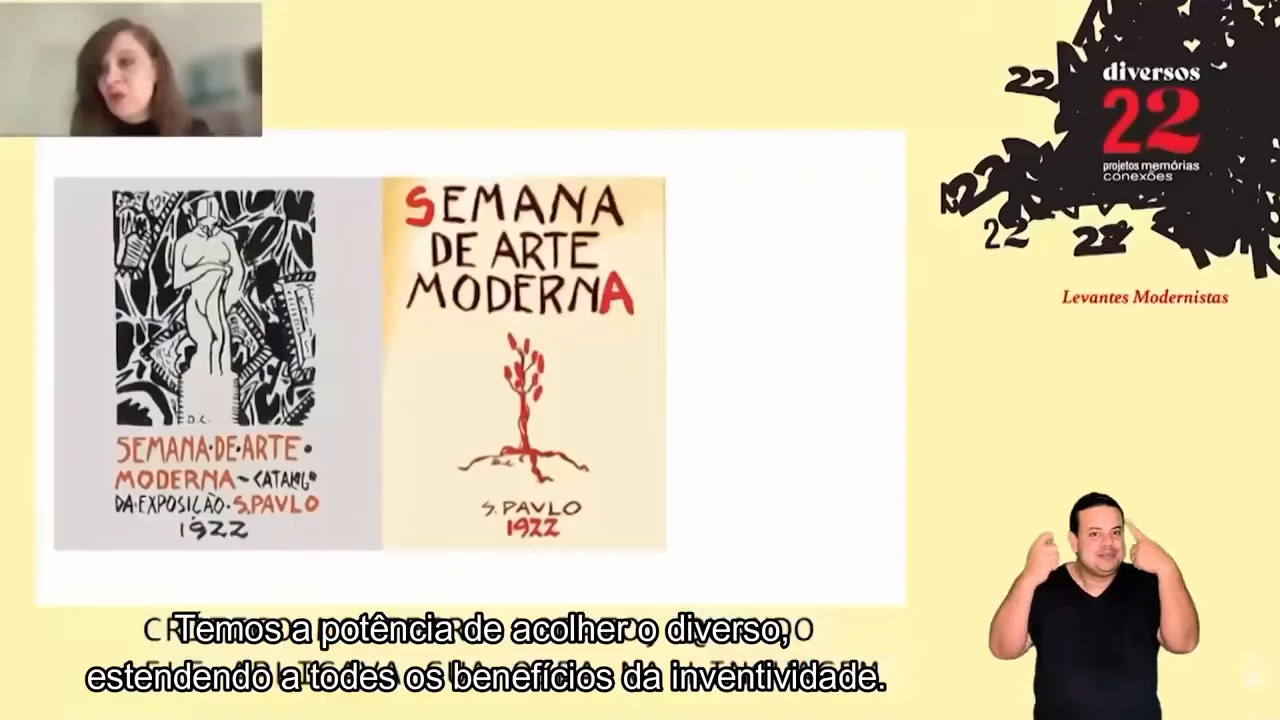 diversos
22
projetos memórias
conexões
22
22
22
22
Levantes Modernistas
D.C.
SEMANA·DE·ARTE·
MODERNA~CATALOGO
DA·EXPOSIÇÃO·S.PAVLO
1922
SEMANA
DE ARTE
MODERNA
S. PAVLO
1922
Temos a potência de acolher o diverso,
estendendo a todes os benefícios da inventividade.